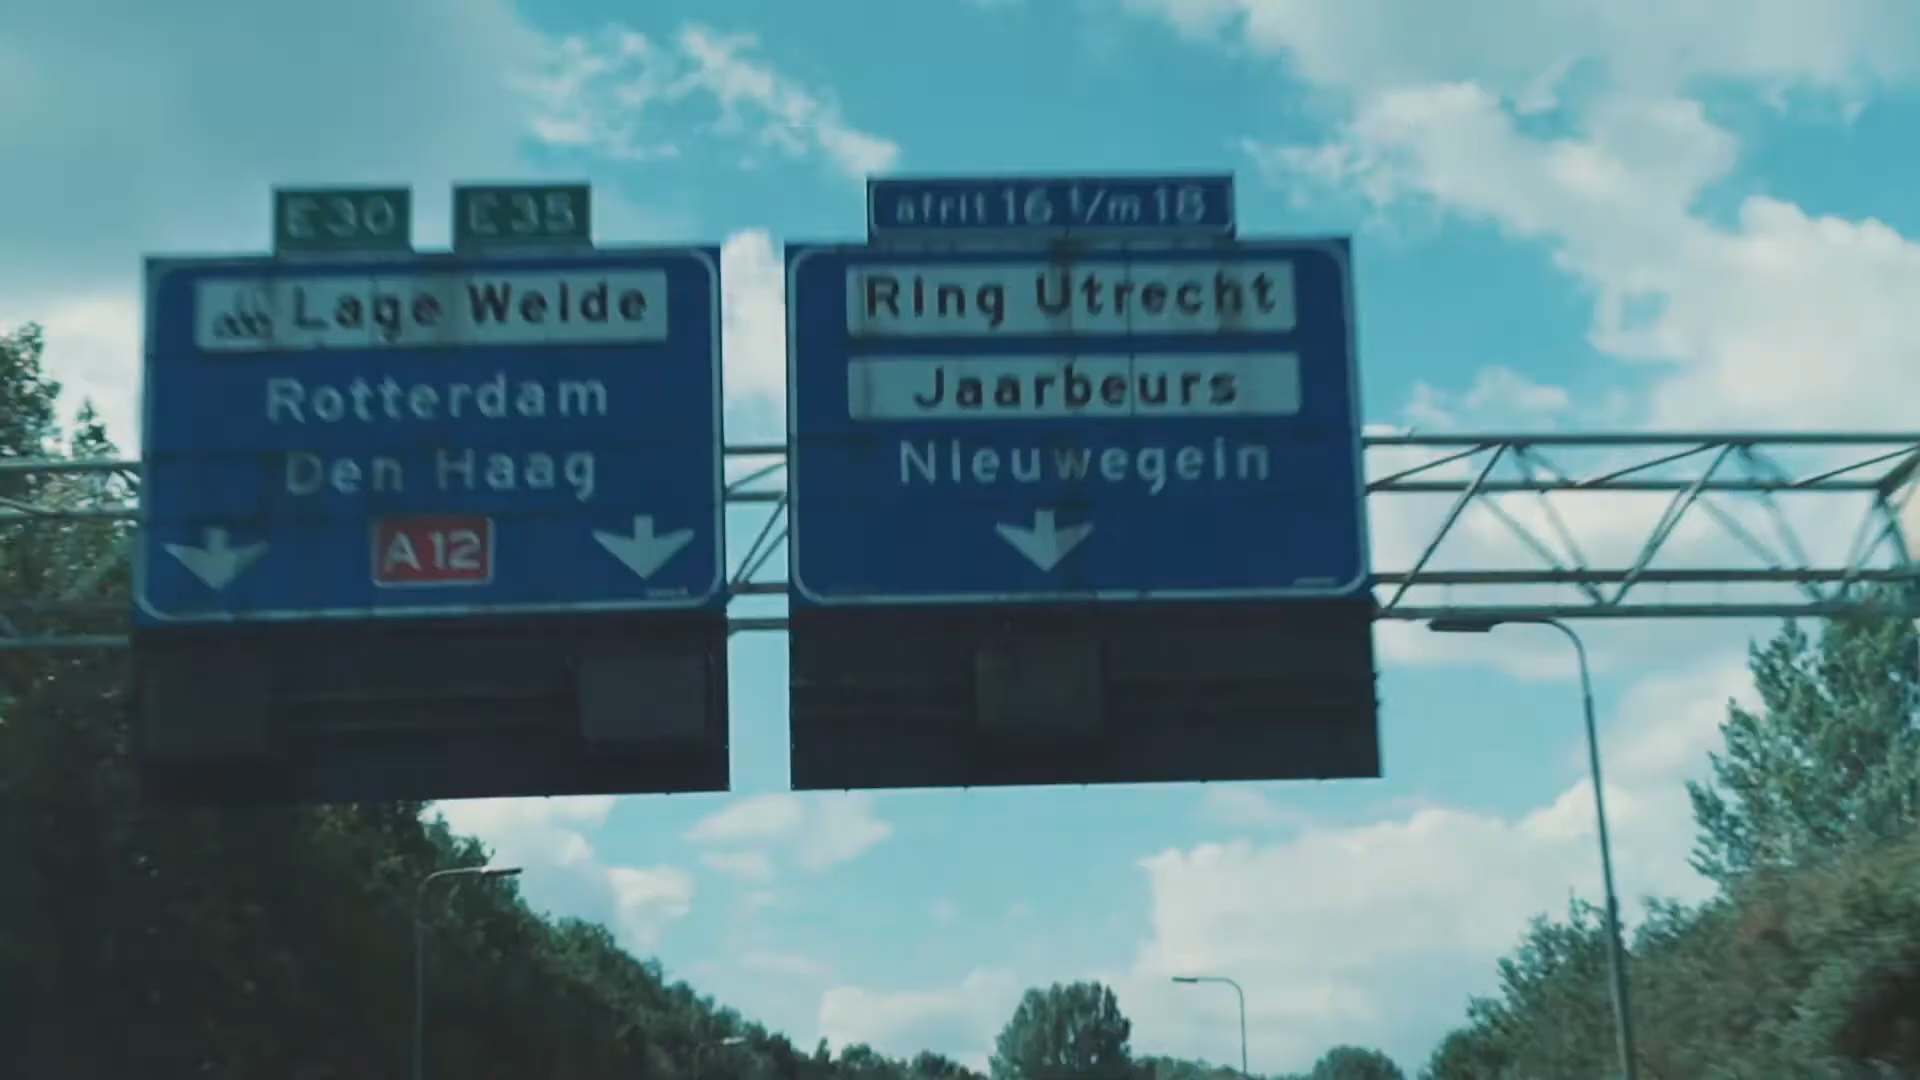 E30 E35
Lage Weide
Rotterdam
Den Haag
A12
afrit 16 t/m 18
Ring Utrecht
Jaarbeurs
Nieuwegein